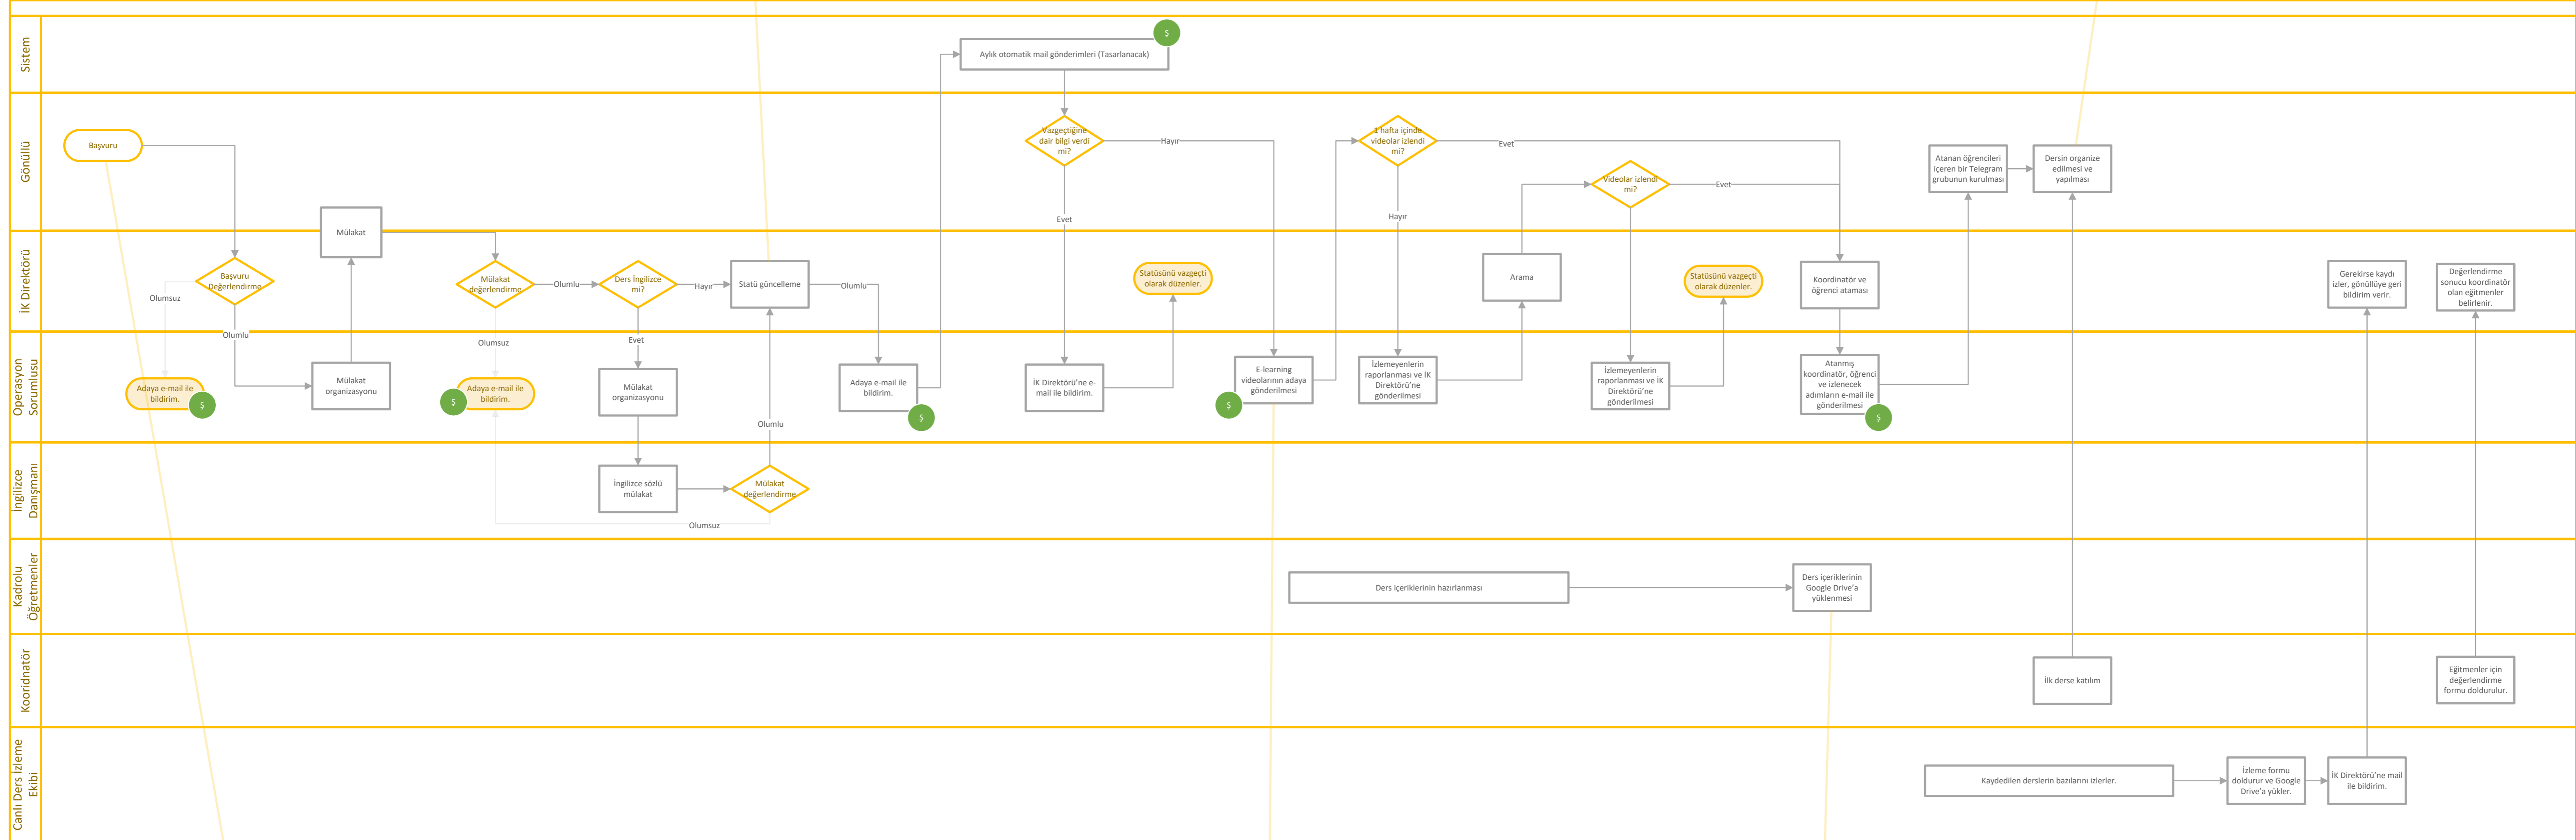 Sistem
$
Aylık otomatik mail gönderimleri (Tasarlanacak)
Gönüllü
Başvuru
Mülakat
Vazgeçtiğine
dair bilgi verdi
mi?
Hayır
Evet
1 hafta içinde
videolar izlendi
mi?
Evet
Hayır
Videolar izlendi
mi?
Evet
Atanan öğrencileri
içeren bir Telegram
grubunun kurulması
Dersin organize
edilmesi ve
yapılması
İK Direktörü
Başvuru
Değerlendirme
Olumsuz
Olumlu
Mülakat
değerlendirme
Olumlu
Olumsuz
Ders İngilizce
mi?
Hayır
Evet
Statü güncelleme
Olumlu
Statüsünü vazgeçti
olarak düzenler.
Arama
Statüsünü vazgeçti
olarak düzenler.
Koordinatör ve
öğrenci ataması
Gerekirse kaydı
izler, gönüllüye geri
bildirim verir.
Değerlendirme
sonucu koordinatör
olan eğitmenler
belirlenir.
Operasyon
Sorumlusu
Adaya e-mail ile
bildirim.
$
Mülakat
organizasyonu
Adaya e-mail ile
bildirim.
$
Mülakat
organizasyonu
Olumlu
Adaya e-mail ile
bildirim.
$
İK Direktörü'ne e-
mail ile bildirim.
E-learning
videolarının adaya
gönderilmesi
$
İzlemeyenlerin
raporlanması ve İK
Direktörü'ne
gönderilmesi
İzlemeyenlerin
raporlanması ve İK
Direktörü'ne
gönderilmesi
Atanmış
koordinatör, öğrenci
ve izlenecek
adımların e-mail ile
gönderilmesi
$
İngilizce
Danışmanı
İngilizce sözlü
mülakat
Mülakat
değerlendirme
Olumsuz
Kadrolu
Öğretmenler
Ders içeriklerinin hazırlanması
Ders içeriklerinin
Google Drive'a
yüklenmesi
Kooridnatör
İlk derse katılım
Eğitmenler için
değerlendirme
formu doldurulur.
Canlı Ders İzleme
Ekibi
Kaydedilen derslerin bazılarını izlerler.
İzleme formu
doldurur ve Google
Drive'a yükler.
İK Direktörü'ne mail
ile bildirim.